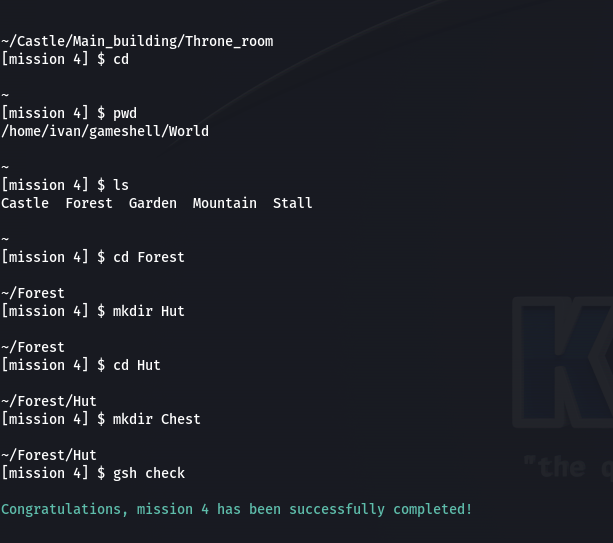 ~/Castle/Main_building/Throne_room
[mission 4] $ cd
~
[mission 4] $ pwd
/home/ivan/gameshell/World
~
[mission 4] $ ls
Castle  Forest  Garden  Mountain  Stall
~
[mission 4] $ cd Forest
~/Forest
[mission 4] $ mkdir Hut
~/Forest
[mission 4] $ cd Hut
~/Forest/Hut
[mission 4] $ mkdir Chest
~/Forest/Hut
[mission 4] $ gsh check
Congratulations, mission 4 has been successfully completed!
K
"the